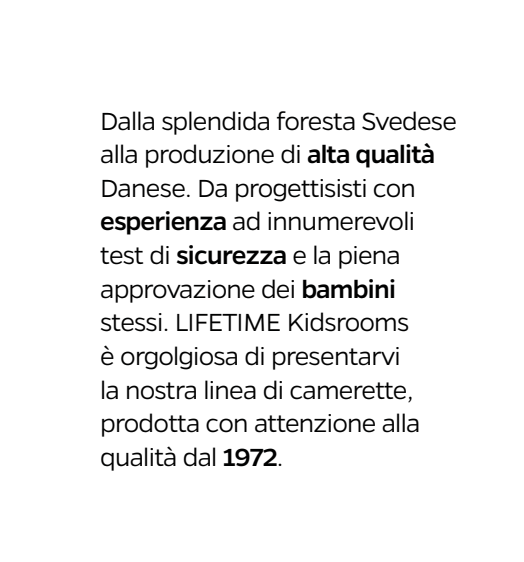 Dalla splendida foresta Svedese
alla produzione di alta qualità
Danese. Da progettisisti con
esperienza ad innumerevoli
test di sicurezza e la piena
approvazione dei bambini
stessi. LIFETIME Kidsrooms
è orgolgiosa di presentarvi
la nostra linea di camerette,
prodotta con attenzione alla
qualità dal 1972.